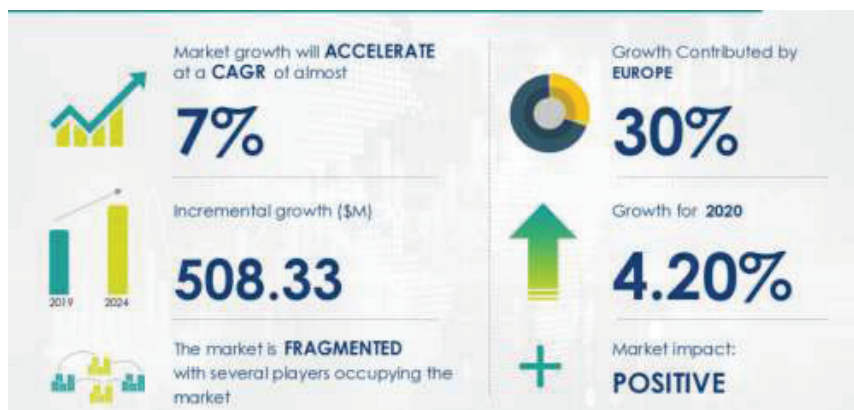 Market growth will ACCELERATE
at a CAGR of almost
7%
Incremental growth ($M)
508.33
2019
2024
The market is FRAGMENTED
with several players occupying the
market
Growth Contributed by
EUROPE
30%
Growth for 2020
4.20%
Market impact:
POSITIVE